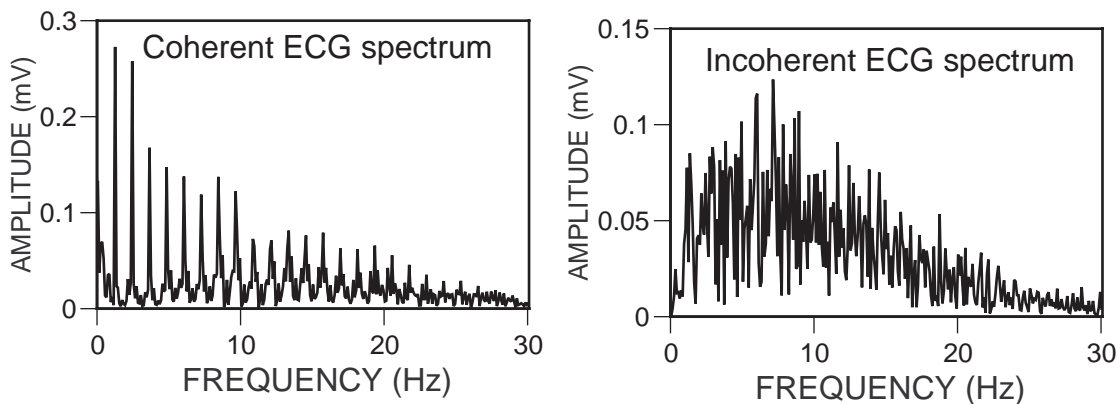 Coherent ECG spectrum
AMPLITUDE (mV)
0.3
0.2
0.1
0
0 10 20 30
FREQUENCY (Hz)
Incoherent ECG spectrum
AMPLITUDE (mV)
0.15
0.1
0.05
0
0 10 20 30
FREQUENCY (Hz)